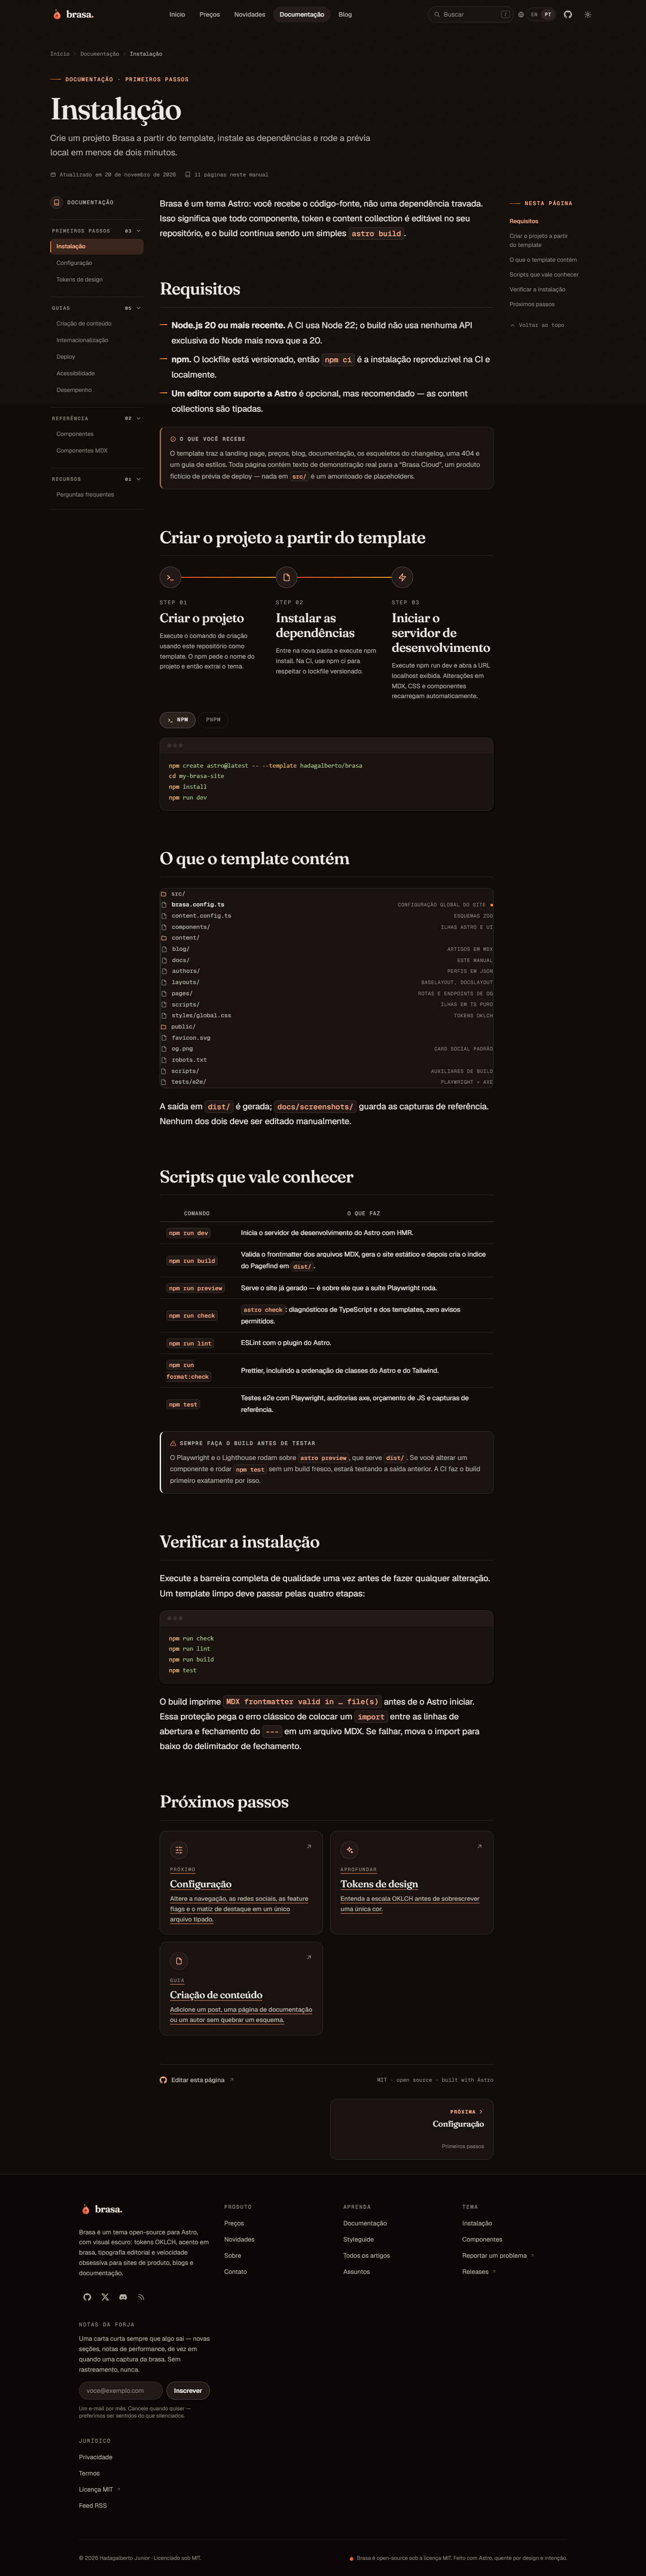 brasa.
Início
Preços
Novidades
Documentação
Blog
Buscar
/
EN
PT
Início · Documentação · Instalação
DOCUMENTAÇÃO · PRIMEIROS PASSOS
Instalação
Crie um projeto Brasa a partir do template, instale as dependências e rode a prévia
local em menos de dois minutos.
Atualizado em 20 de novembro de 2026
11 páginas neste manual
DOCUMENTAÇÃO
PRIMEIROS PASSOS 03
Instalação
Configuração
Tokens de design
GUIAS 05
Criação de conteúdo
Internacionalização
Deploy
Acessibilidade
Desempenho
REFERÊNCIA 02
Componentes
Componentes MDX
RECURSOS 01
Perguntas frequentes
Brasa é um tema Astro: você recebe o código-fonte, não uma dependência travada.
Isso significa que todo componente, token e content collection é editável no seu
repositório, e o build continua sendo um simples astro build.
Requisitos
Node.js 20 ou mais recente. A CI usa Node 22; o build não usa nenhuma API
exclusiva do Node mais nova que a 20.
npm. O lockfile está versionado, então npm ci é a instalação reproduzível na CI e
localmente.
Um editor com suporte a Astro é opcional, mas recomendado — as content
collections são tipadas.
O QUE VOCÊ RECEBE
O template traz a landing page, preços, blog, documentação, os esqueletos do changelog, uma 404 e
um guia de estilos. Toda página contém texto de demonstração real para a “Brasa Cloud”, um produto
fictício de prévia de deploy — nada em src/ é um amontoado de placeholders.
Criar o projeto a partir do template
STEP 01
Criar o projeto
Execute o comando de criação
usando este repositório como
template. O npm pede o nome do
projeto e então extrai o tema.
STEP 02
Instalar as
dependências
Entre na nova pasta e execute npm
install. Na CI, use npm ci para
respeitar o lockfile versionado.
STEP 03
Iniciar o
servidor de
desenvolvimento
Execute npm run dev e abra a URL
localhost exibida. Alterações em
MDX, CSS e componentes
recarregam automaticamente.
NPM
PNPM
npm create astro@latest -- --template hadagalberto/brasa
cd my-brasa-site
npm install
npm run dev
O que o template contém
src/
brasa.config.ts CONFIGURAÇÃO GLOBAL DO SITE
content.config.ts ESQUEMAS ZOD
components/ ILHAS ASTRO E UI
content/
blog/ ARTIGOS EM MDX
docs/ ESTE MANUAL
authors/ PERFIS EM JSON
layouts/ BASELAYOUT, DOCSLAYOUT
pages/ ROTAS E ENDPOINTS DE OG
scripts/ ILHAS EM TS PURO
styles/global.css TOKENS OKLCH
public/
favicon.svg
og.png CARD SOCIAL PADRÃO
robots.txt
scripts/ AUXILIARES DE BUILD
tests/e2e/ PLAYWRIGHT + AXE
A saída em dist/ é gerada; docs/screenshots/ guarda as capturas de referência.
Nenhum dos dois deve ser editado manualmente.
Scripts que vale conhecer
COMANDO O QUE FAZ
npm run dev Inicia o servidor de desenvolvimento do Astro com HMR.
npm run build Valida o frontmatter dos arquivos MDX, gera o site estático e depois cria o índice
do Pagefind em dist/.
npm run preview Serve o site já gerado — é sobre ele que a suíte Playwright roda.
npm run check astro check: diagnósticos de TypeScript e dos templates, zero avisos
permitidos.
npm run lint ESLint com o plugin do Astro.
npm run
format:check Prettier, incluindo a ordenação de classes do Astro e do Tailwind.
npm test Testes e2e com Playwright, auditorias axe, orçamento de JS e capturas de
referência.
SEMPRE FAÇA O BUILD ANTES DE TESTAR
O Playwright e o Lighthouse rodam sobre astro preview, que serve dist/. Se você alterar um
componente e rodar npm test sem um build fresco, estará testando a saída anterior. A CI faz o build
primeiro exatamente por isso.
Verificar a instalação
Execute a barreira completa de qualidade uma vez antes de fazer qualquer alteração.
Um template limpo deve passar pelas quatro etapas:
npm run check
npm run lint
npm run build
npm test
O build imprime MDX frontmatter valid in … file(s) antes de o Astro iniciar.
Essa proteção pega o erro clássico de colocar um import entre as linhas de
abertura e fechamento do --- em um arquivo MDX. Se falhar, mova o import para
baixo do delimitador de fechamento.
Próximos passos
PRÓXIMO
Configuração
Altere a navegação, as redes sociais, as feature
flags e o matiz de destaque em um único
arquivo tipado.
APROFUNDAR
Tokens de design
Entenda a escala OKLCH antes de sobrescrever
uma única cor.
GUIA
Criação de conteúdo
Adicione um post, uma página de documentação
ou um autor sem quebrar um esquema.
Editar esta página
MIT · open source · built with Astro
PRÓXIMA
Configuração
Primeiros passos
NESTA PÁGINA
Requisitos
Criar o projeto a partir
do template
O que o template contém
Scripts que vale conhecer
Verificar a instalação
Próximos passos
Voltar ao topo
brasa.
Brasa é um tema open-source para Astro,
com visual escuro: tokens OKLCH, acento em
brasa, tipografia editorial e velocidade
obsessiva para sites de produto, blogs e
documentação.
PRODUTO
Preços
Novidades
Sobre
Contato
APRENDA
Documentação
Styleguide
Todos os artigos
Assuntos
TEMA
Instalação
Componentes
Reportar um problema
Releases
NOTAS DA FORJA
Uma carta curta sempre que algo sai — novas
seções, notas de performance, de vez em
quando uma captura da brasa. Sem
rastreamento, nunca.
voce@exemplo.com
Inscrever
Um e-mail por mês. Cancele quando quiser —
preferimos ser sentidos do que silenciados.
JURÍDICO
Privacidade
Termos
Licença MIT
Feed RSS
© 2026 Hadagalberto Junior · Licenciado sob MIT.
Brasa é open-source sob a licença MIT. Feito com Astro, quente por design e intenção.